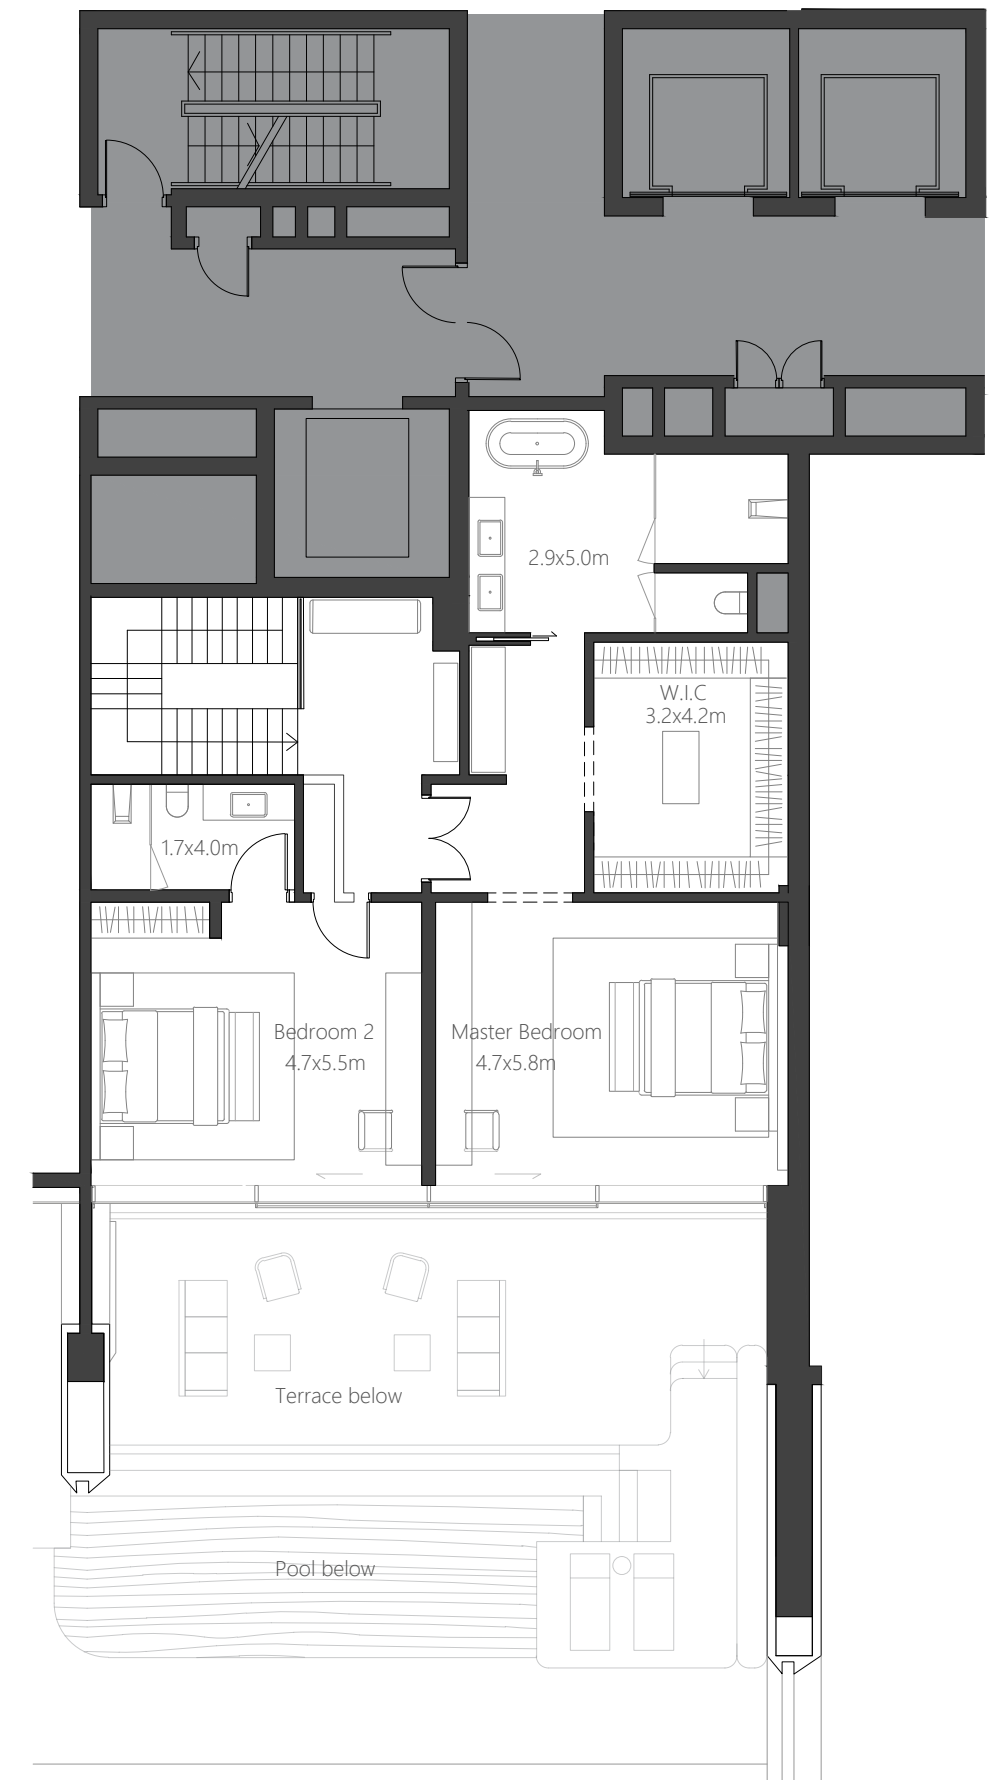 2.9x5.0m
W.I.C
3.2x4.2m
1.7x4.0m
Bedroom 2
4.7x5.5m
Master Bedroom
4.7x5.8m
Terrace below
Pool below